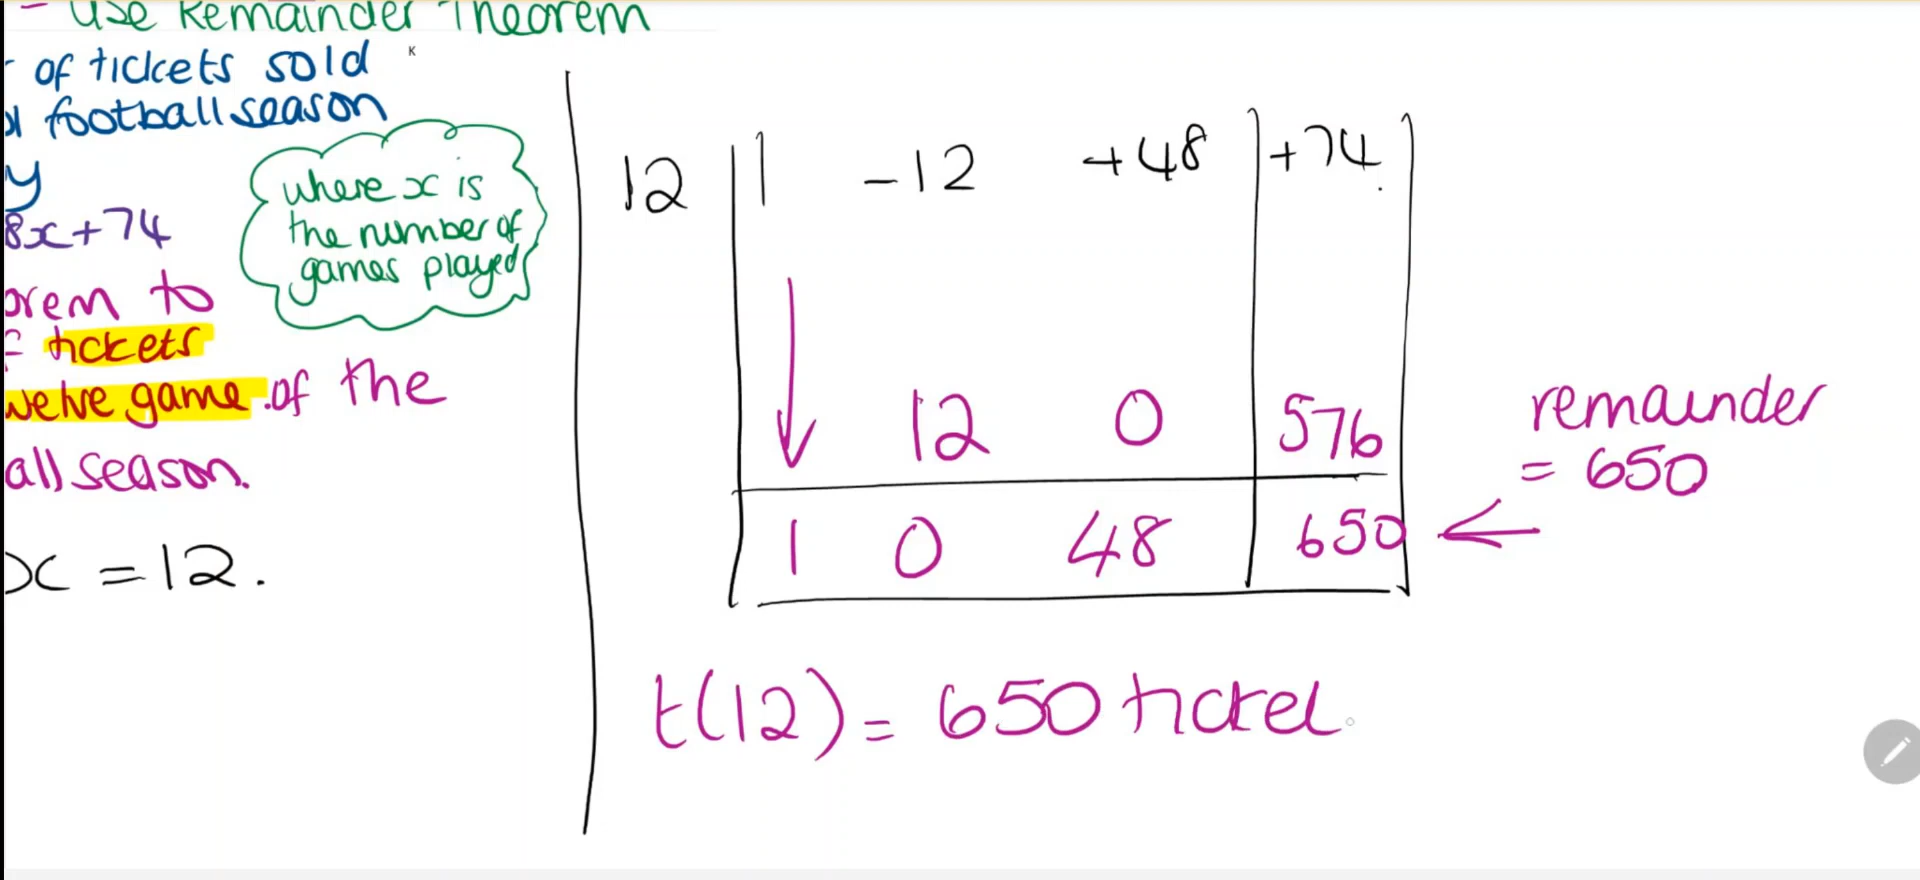 - use Remainder Theorem
of tickets sold
football season
y
8x+74
where x is
the number of
games played
orem to
tickets
welve game of the
all season.
x = 12.
12 1 -12 +48 +74
12 0 576
1 0 48 650
remainder
= 650
t(12) = 650 ticket